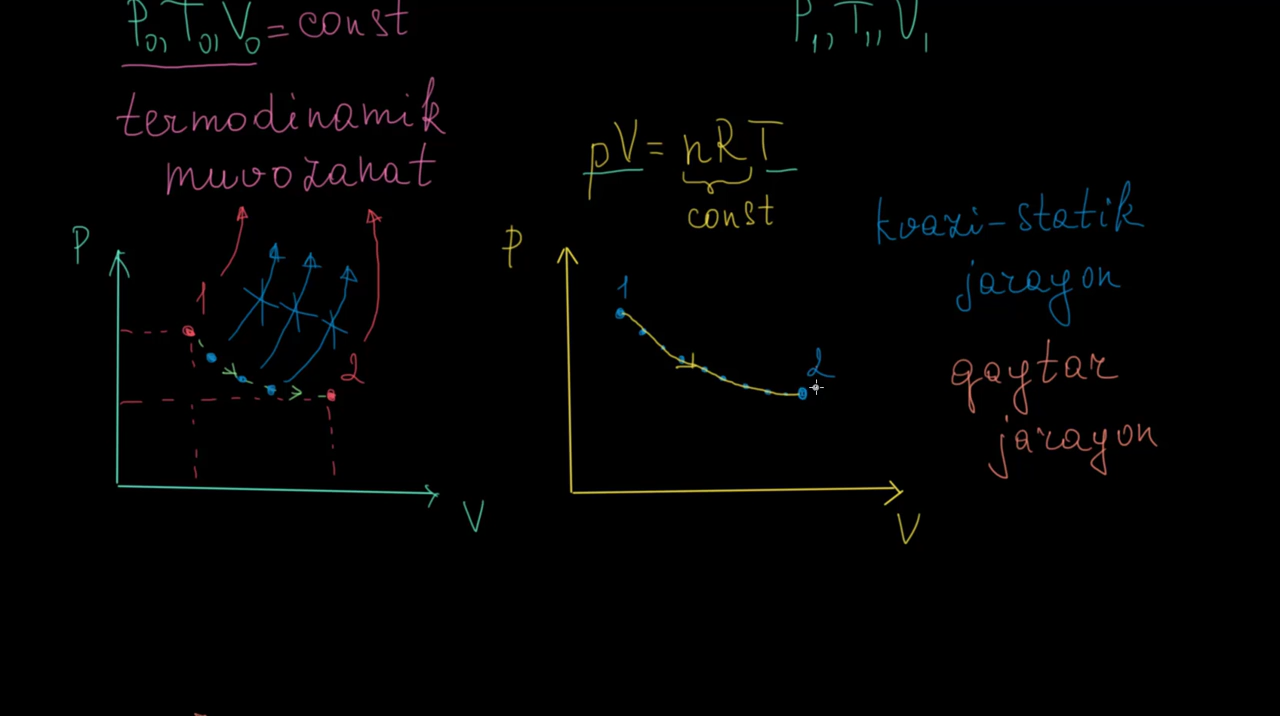 P₀, T₀, V₀ = const
P₁, T₁, V₁
termodinamik
muvozanat
pV = nRT
const
kvazi-statik
jarayon
qaytar
jarayon
P
1
2
V
P
1
2
V